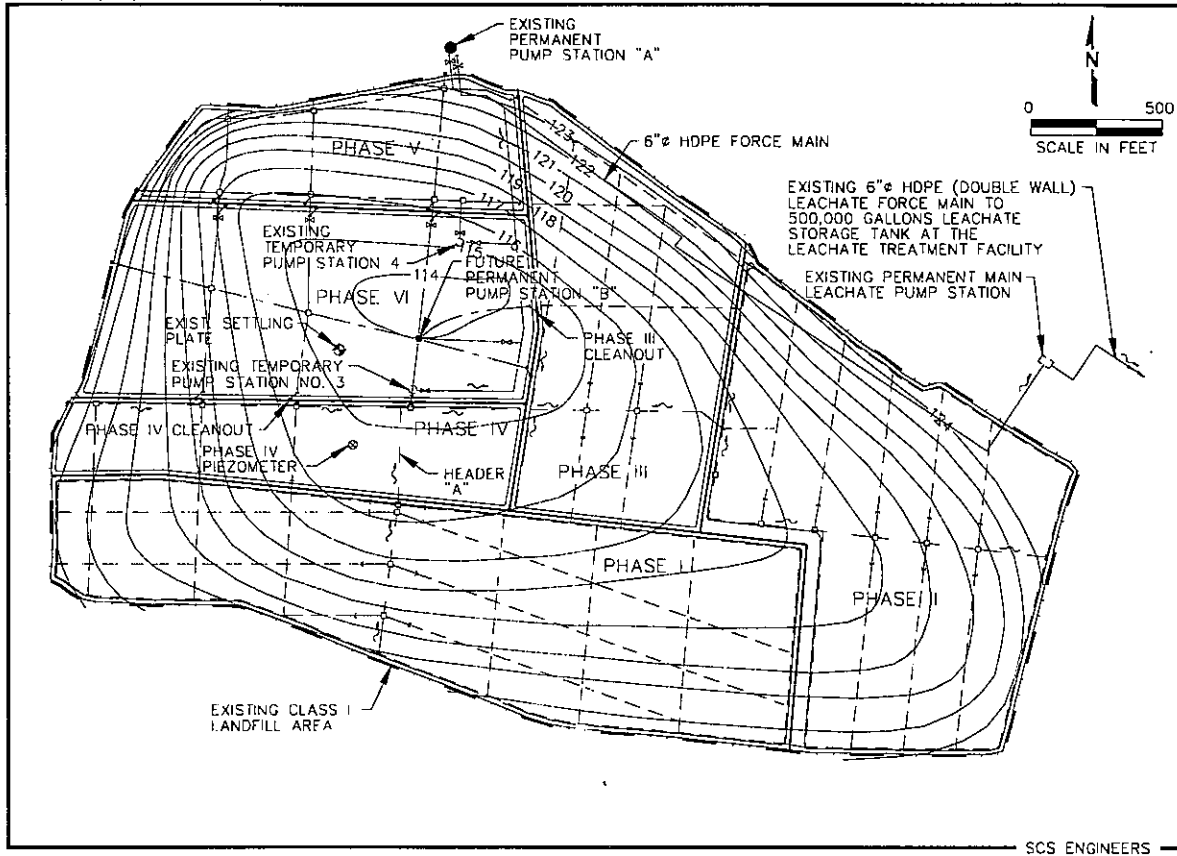 EXISTING
PERMANENT
PUMP STATION "A"
N
0 500
SCALE IN FEET
6"¢ HDPE FORCE MAIN
EXISTING 6"¢ HDPE (DOUBLE WALL)
LEACHATE FORCE MAIN TO
500,000 GALLONS LEACHATE
STORAGE TANK AT THE
LEACHATE TREATMENT FACILITY
EXISTING PERMANENT MAIN
LEACHATE PUMP STATION
PHASE V
123
122
121
120
119
118
117
116
115
114
124
EXISTING
TEMPORARY
PUMP STATION 4
FUTURE
PERMANENT
PUMP STATION "B"
PHASE VI
EXIST. SETTLING
PLATE
PHASE III
CLEANOUT
EXISTING TEMPORARY
PUMP STATION NO. 3
PHASE IV CLEANOUT
PHASE IV
PHASE IV
PIEZOMETER
HEADER
"A"
PHASE III
PHASE I
PHASE II
EXISTING CLASS I
LANDFILL AREA
SCS ENGINEERS